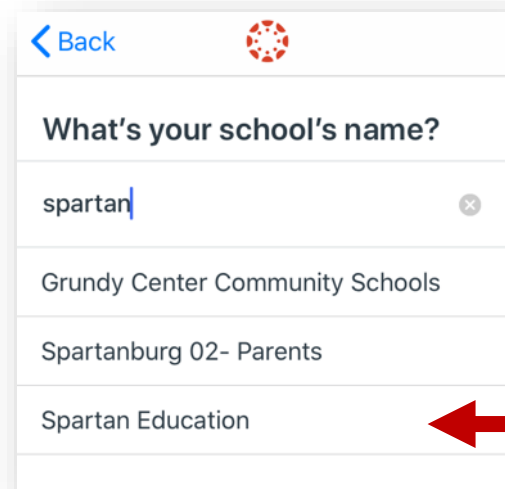 Back
What's your school's name?
spartan
Grundy Center Community Schools
Spartanburg 02- Parents
Spartan Education